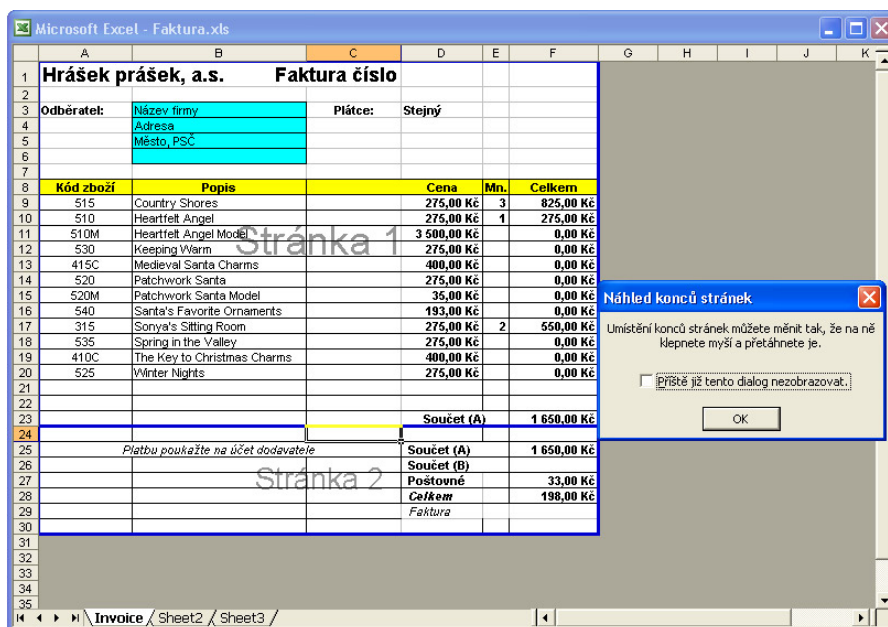 Microsoft Excel - Faktura.xls
A B C D E F G H I J K
1 Hrášek prášek, a.s. Faktura číslo
2
3 Odběratel: Název firmy Plátce: Stejný
4 Adresa
5 Město, PSČ
6
7
8 Kód zboží Popis Cena Mn. Celkem
9 515 Country Shores 275,00 Kč 3 825,00 Kč
10 510 Heartfelt Angel 275,00 Kč 1 275,00 Kč
11 510M Heartfelt Angel Model 3 500,00 Kč 0,00 Kč
Stránka 1
12 530 Keeping Warm 275,00 Kč 0,00 Kč
13 415C Medieval Santa Charms 400,00 Kč 0,00 Kč
14 520 Patchwork Santa 275,00 Kč 0,00 Kč
15 520M Patchwork Santa Model 35,00 Kč 0,00 Kč
16 540 Santa's Favorite Ornaments 193,00 Kč 0,00 Kč
17 315 Sonya's Sitting Room 275,00 Kč 2 550,00 Kč
18 535 Spring in the Valley 275,00 Kč 0,00 Kč
19 410C The Key to Christmas Charms 400,00 Kč 0,00 Kč
20 525 Winter Nights 275,00 Kč 0,00 Kč
21
22
23 Součet (A) 1 650,00 Kč
24
25 Platbu poukažte na účet dodavatele Součet (A) 1 650,00 Kč
26 Součet (B)
Stránka 2
27 Poštovné 33,00 Kč
28 Celkem 198,00 Kč
29 Faktura
30
31
32
33
34
35
Invoice Sheet2 Sheet3
Náhled konců stránek
Umístění konců stránek můžete měnit tak, že na ně
klepnete myší a přetáhnete je.
Příště již tento dialog nezobrazovat.
OK